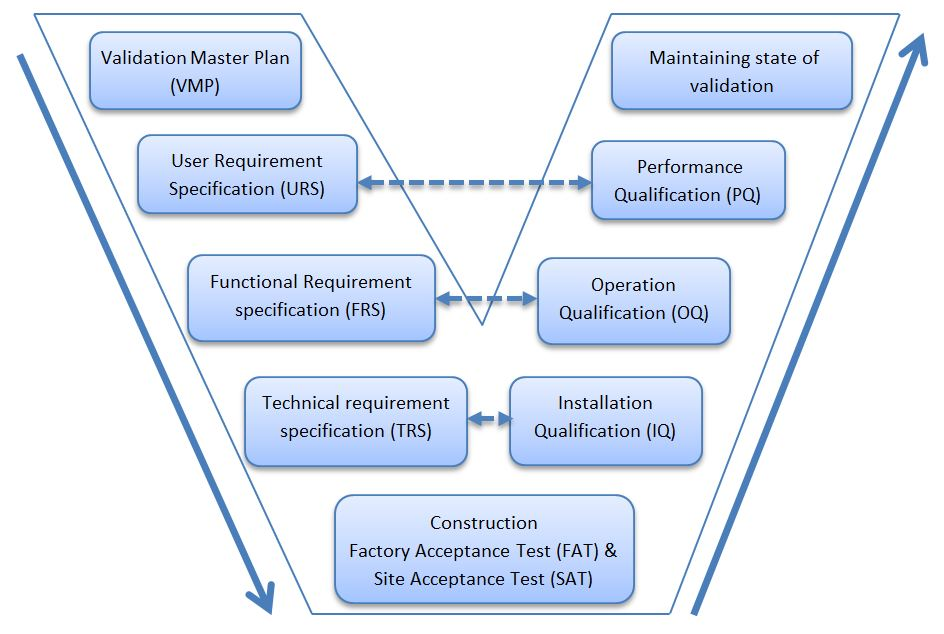 Validation Master Plan
(VMP)
Maintaining state of
validation
User Requirement
Specification (URS)
Performance
Qualification (PQ)
Functional Requirement
specification (FRS)
Operation
Qualification (OQ)
Technical requirement
specification (TRS)
Installation
Qualification (IQ)
Construction
Factory Acceptance Test (FAT) &
Site Acceptance Test (SAT)